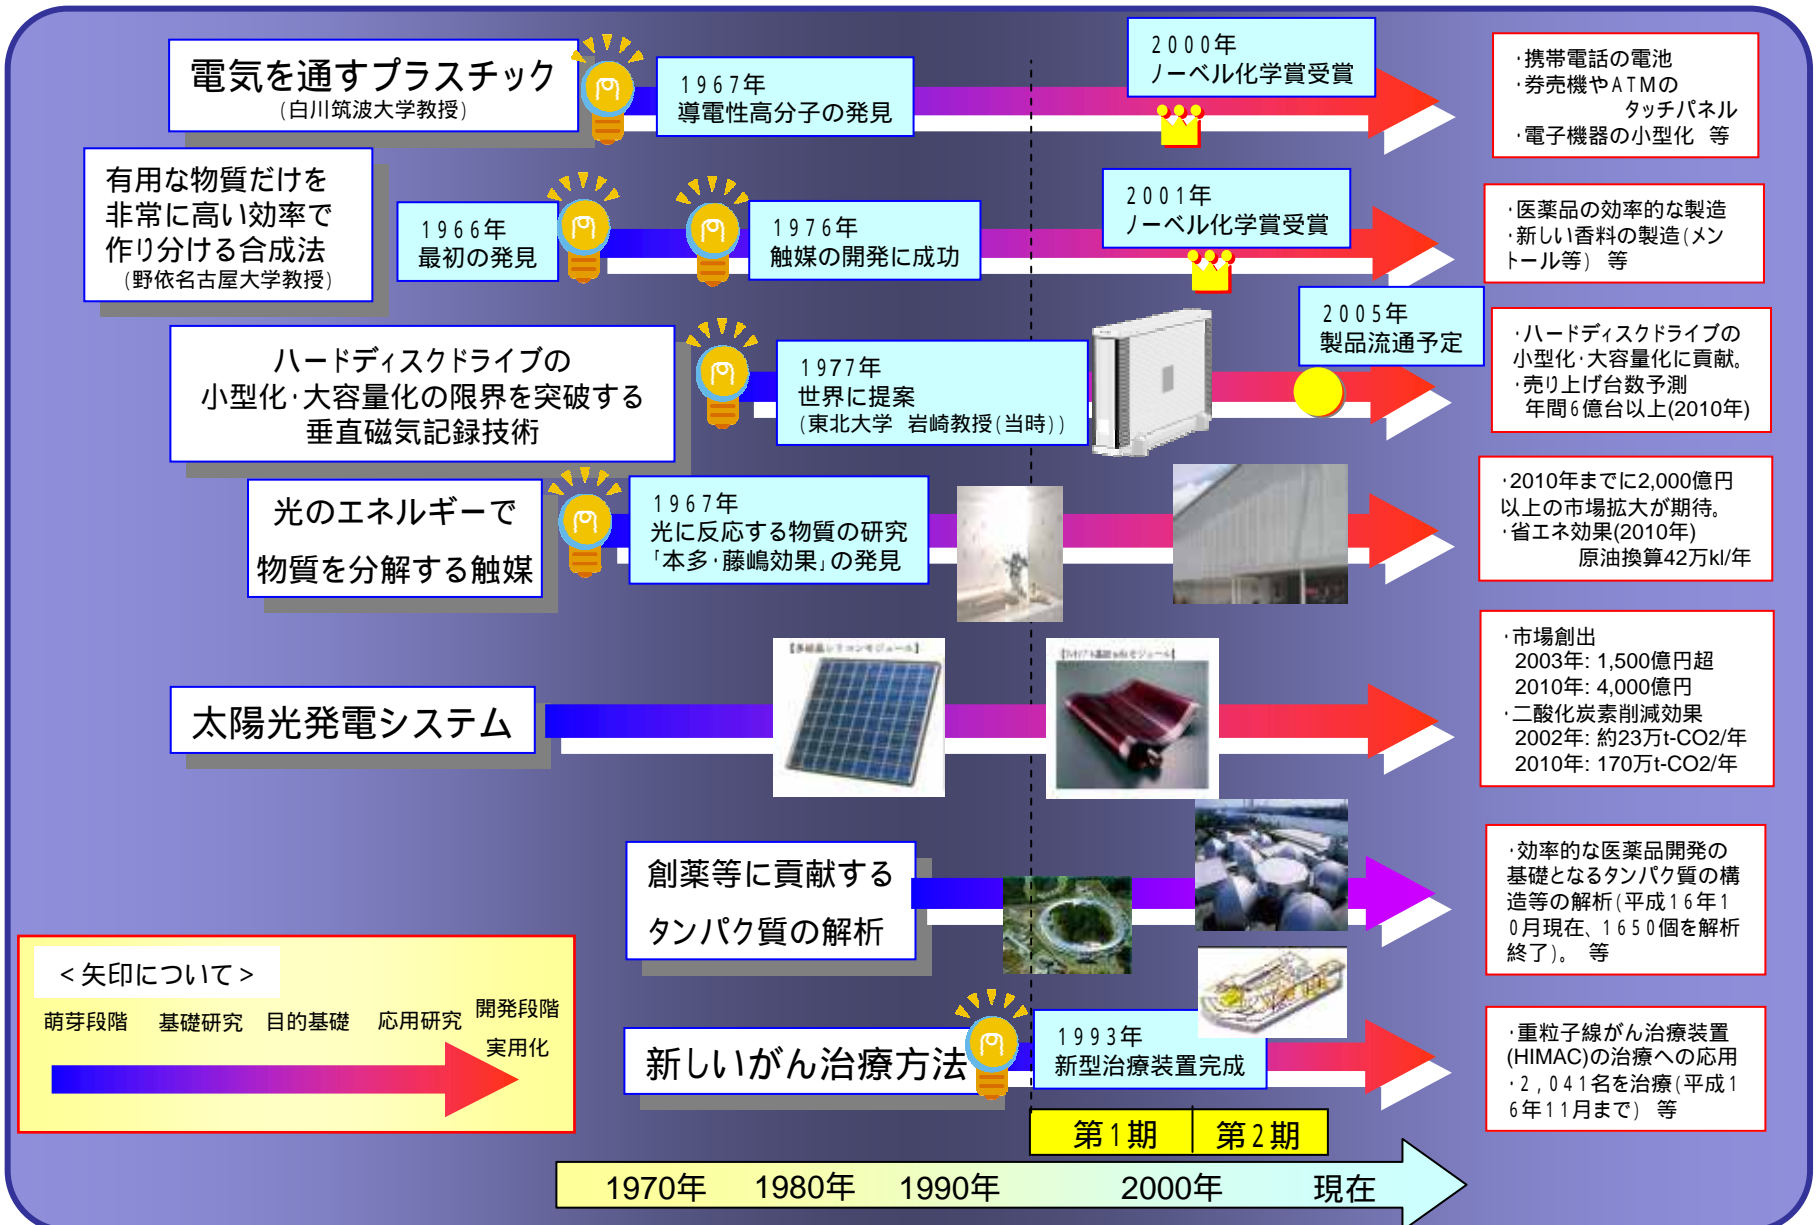 電気を通すプラスチック
(白川筑波大学教授)
1967年
導電性高分子の発見
2000年
ノーベル化学賞受賞
・携帯電話の電池
・券売機やATMの
タッチパネル
・電子機器の小型化 等
有用な物質だけを
非常に高い効率で
作り分ける合成法
(野依名古屋大学教授)
1966年
最初の発見
1976年
触媒の開発に成功
2001年
ノーベル化学賞受賞
・医薬品の効率的な製造
・新しい香料の製造(メン
トール等) 等
ハードディスクドライブの
小型化・大容量化の限界を突破する
垂直磁気記録技術
1977年
世界に提案
(東北大学 岩崎教授(当時))
2005年
製品流通予定
・ハードディスクドライブの
小型化・大容量化に貢献。
・売り上げ台数予測
年間6億台以上(2010年)
光のエネルギーで
物質を分解する触媒
1967年
光に反応する物質の研究
「本多・藤嶋効果」の発見
・2010年までに2,000億円
以上の市場拡大が期待。
・省エネ効果(2010年)
原油換算42万kl/年
太陽光発電システム
【多結晶シリコンモジュール】
・市場創出
2003年: 1,500億円超
2010年: 4,000億円
・二酸化炭素削減効果
2002年: 約23万t-CO2/年
2010年: 170万t-CO2/年
創薬等に貢献する
タンパク質の解析
・効率的な医薬品開発の
基礎となるタンパク質の構
造等の解析(平成16年1
0月現在、1650個を解析
終了)。 等
新しいがん治療方法
1993年
新型治療装置完成
・重粒子線がん治療装置
(HIMAC)の治療への応用
・2,041名を治療(平成1
6年11月まで) 等
<矢印について>
萌芽段階 基礎研究 目的基礎 応用研究 開発段階
実用化
第1期 第2期
1970年 1980年 1990年 2000年 現在